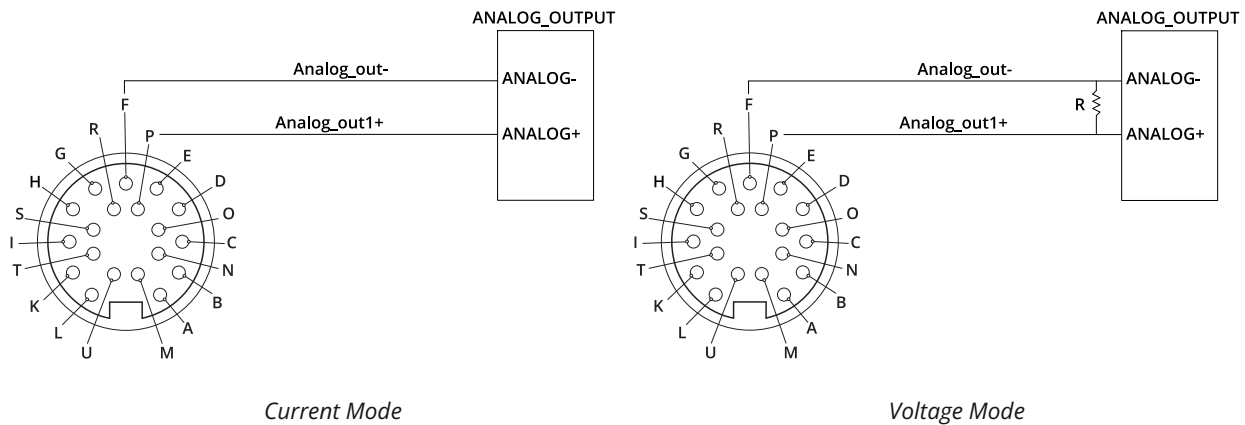 ANALOG_OUTPUT
Analog_out-
ANALOG-
F
Analog_out1+
ANALOG+
R
P
G
E
H
D
S
O
I
C
T
N
K
B
L
A
U
M
Current Mode
ANALOG_OUTPUT
Analog_out-
ANALOG-
R
F
Analog_out1+
ANALOG+
R
P
G
E
H
D
S
O
I
C
T
N
K
B
L
A
U
M
Voltage Mode